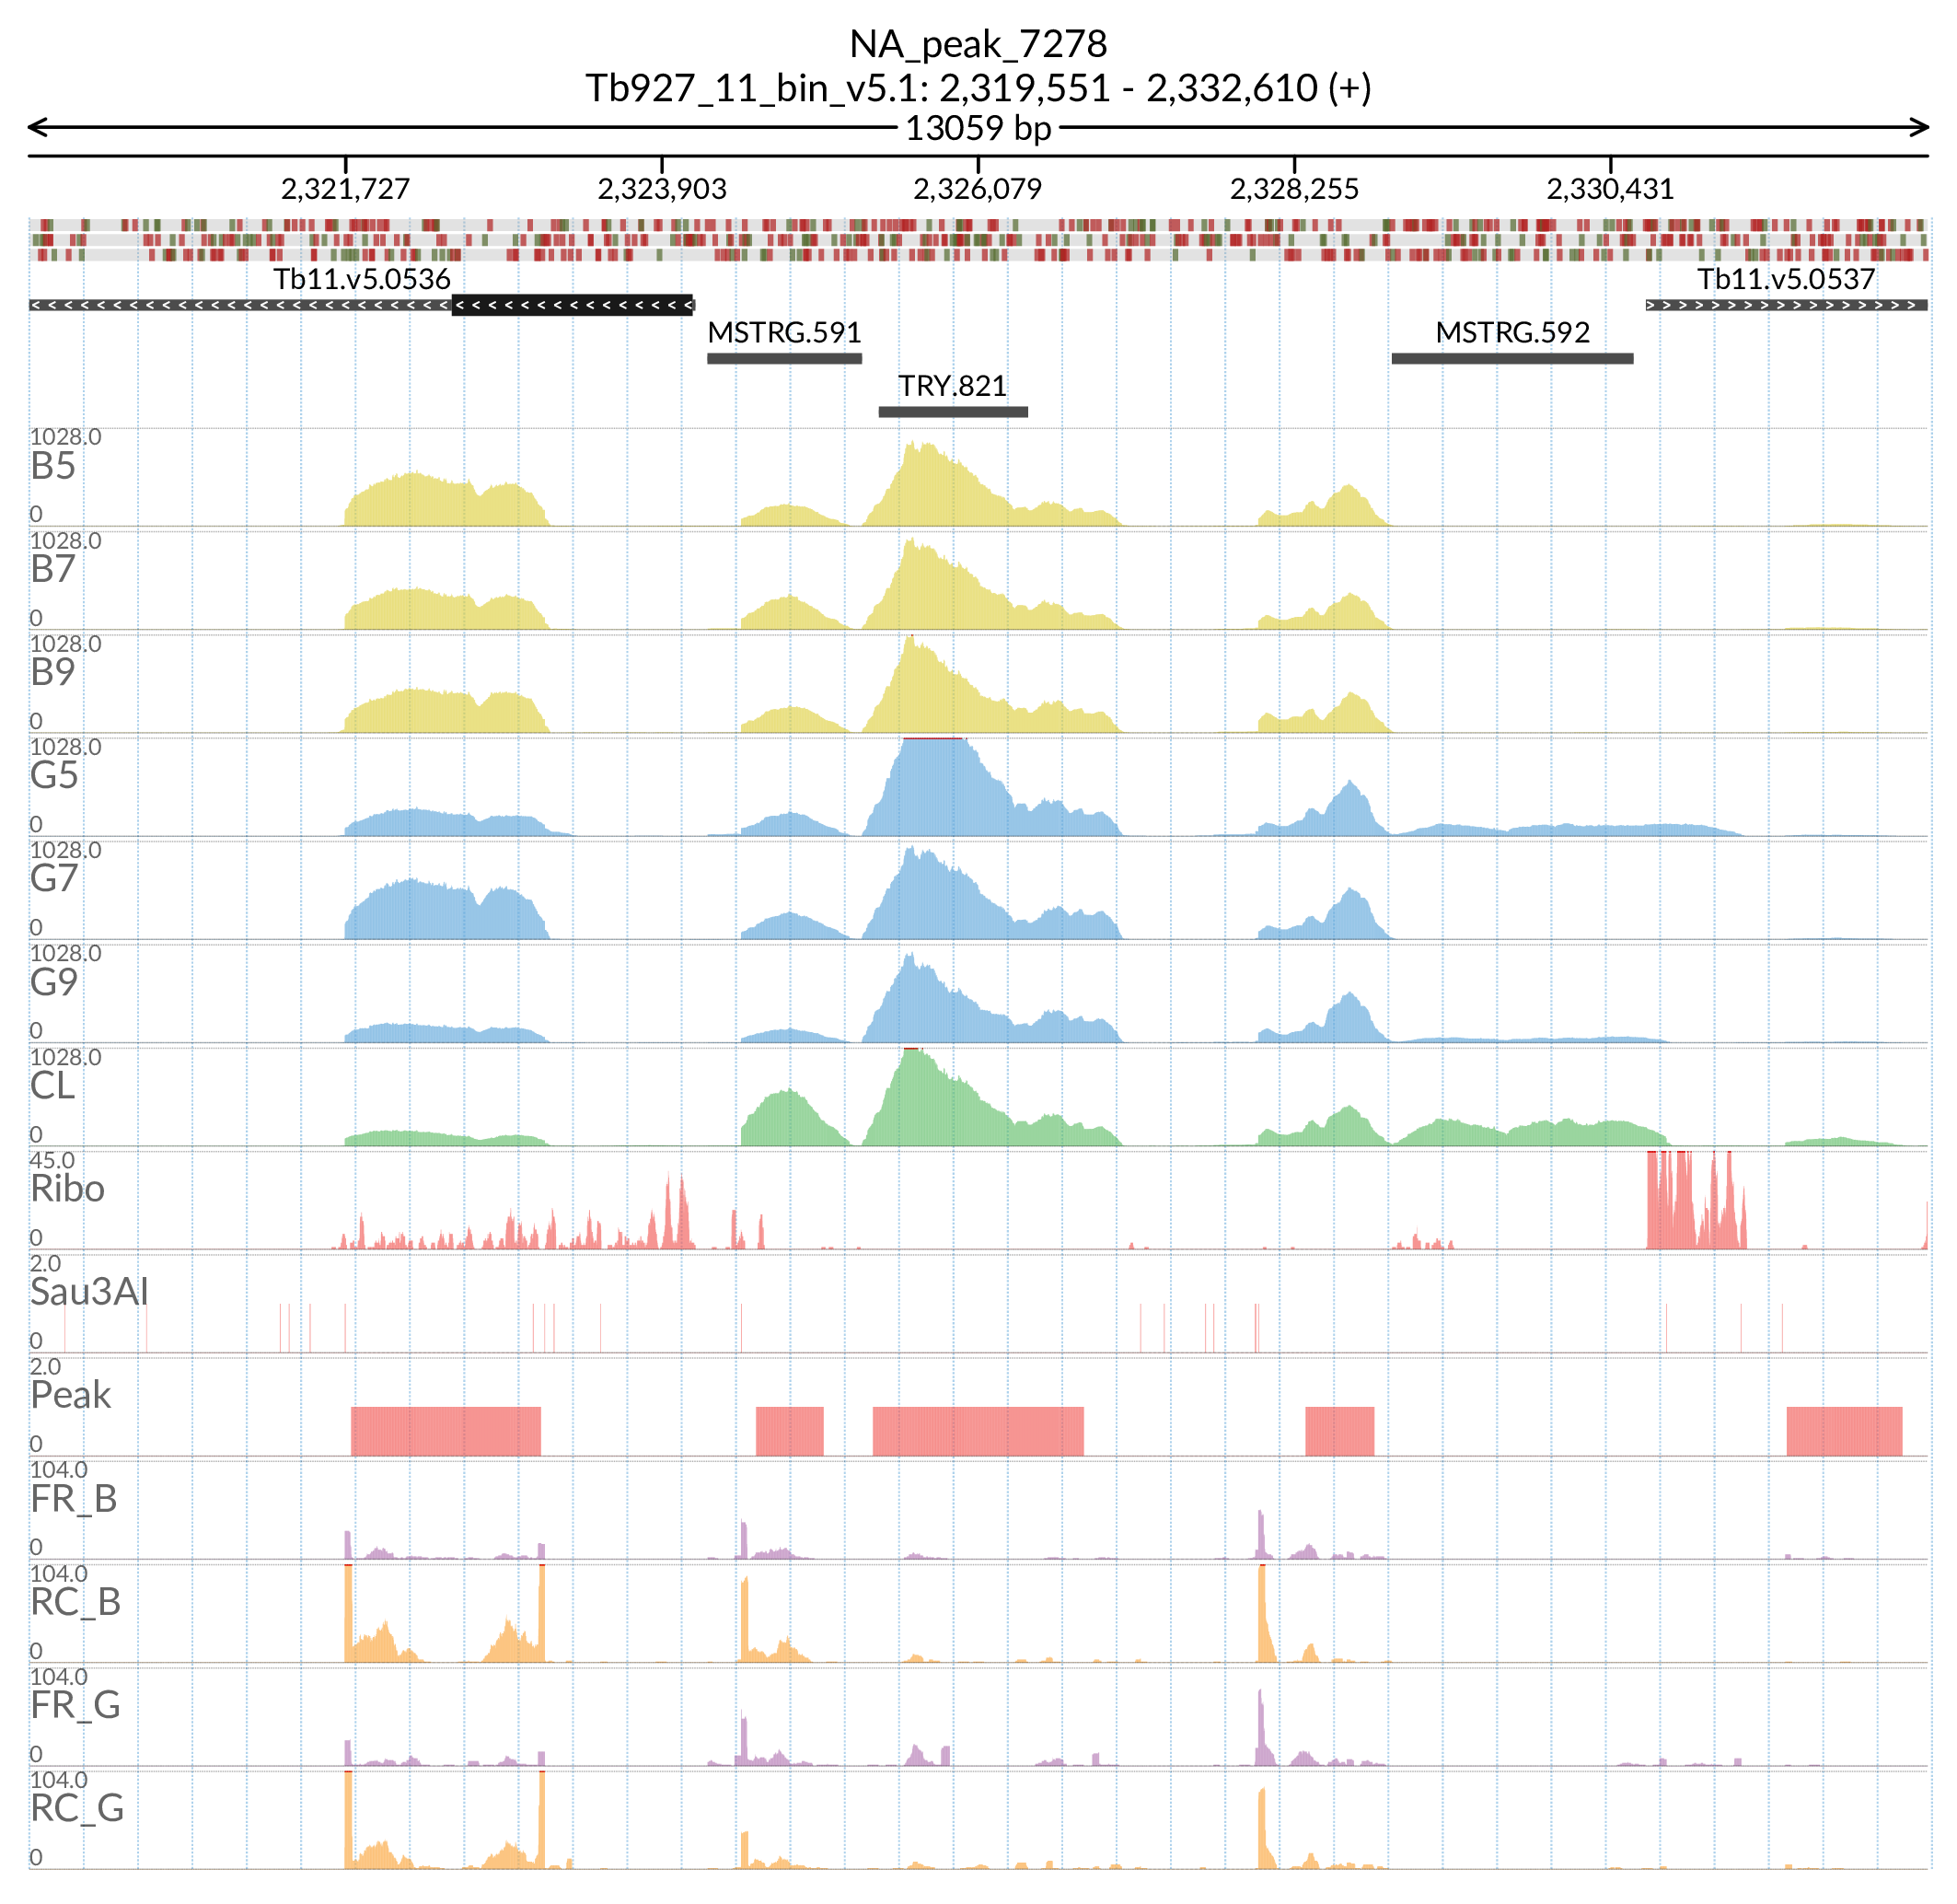 NA_peak_7278
Tb927_11_bin_v5.1: 2,319,551 - 2,332,610 (+)
13059 bp
2,321,727 2,323,903 2,326,079 2,328,255 2,330,431
Tb11.v5.0536 Tb11.v5.0537
MSTRG.591 MSTRG.592
TRY.821
1028.0
B5
0
1028.0
B7
0
1028.0
B9
0
1028.0
G5
0
1028.0
G7
0
1028.0
G9
0
1028.0
CL
0
45.0
Ribo
0
2.0
Sau3AI
0
2.0
Peak
0
104.0
FR_B
0
104.0
RC_B
0
104.0
FR_G
0
104.0
RC_G
0